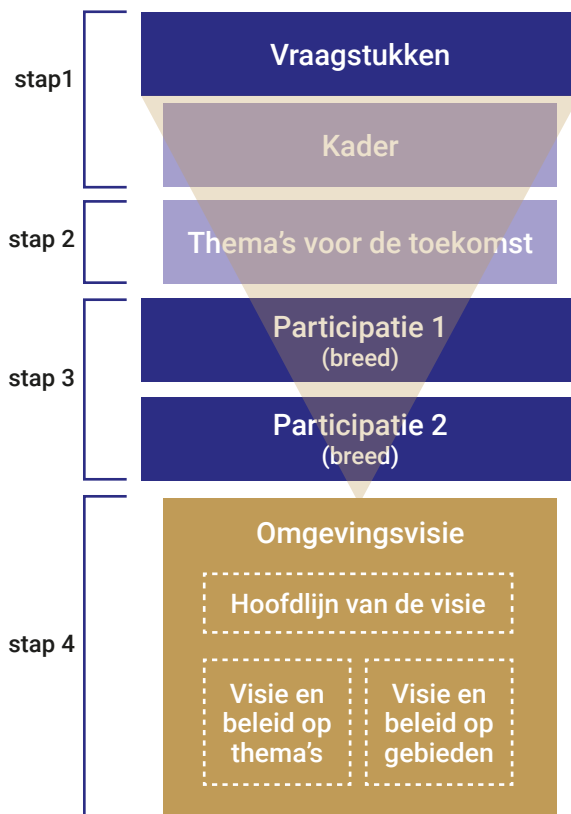 stap1
Vraagstukken
Kader
stap 2
Thema's voor de toekomst
stap 3
Participatie 1
(breed)
Participatie 2
(breed)
stap 4
Omgevingsvisie
Hoofdlijn van de visie
Visie en
beleid op
thema's
Visie en
beleid op
gebieden